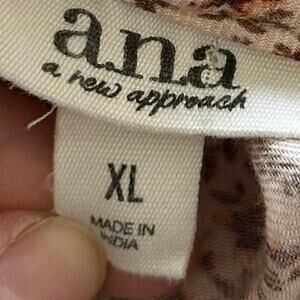 a.n.a
a new approach
XL
MADE IN
INDIA